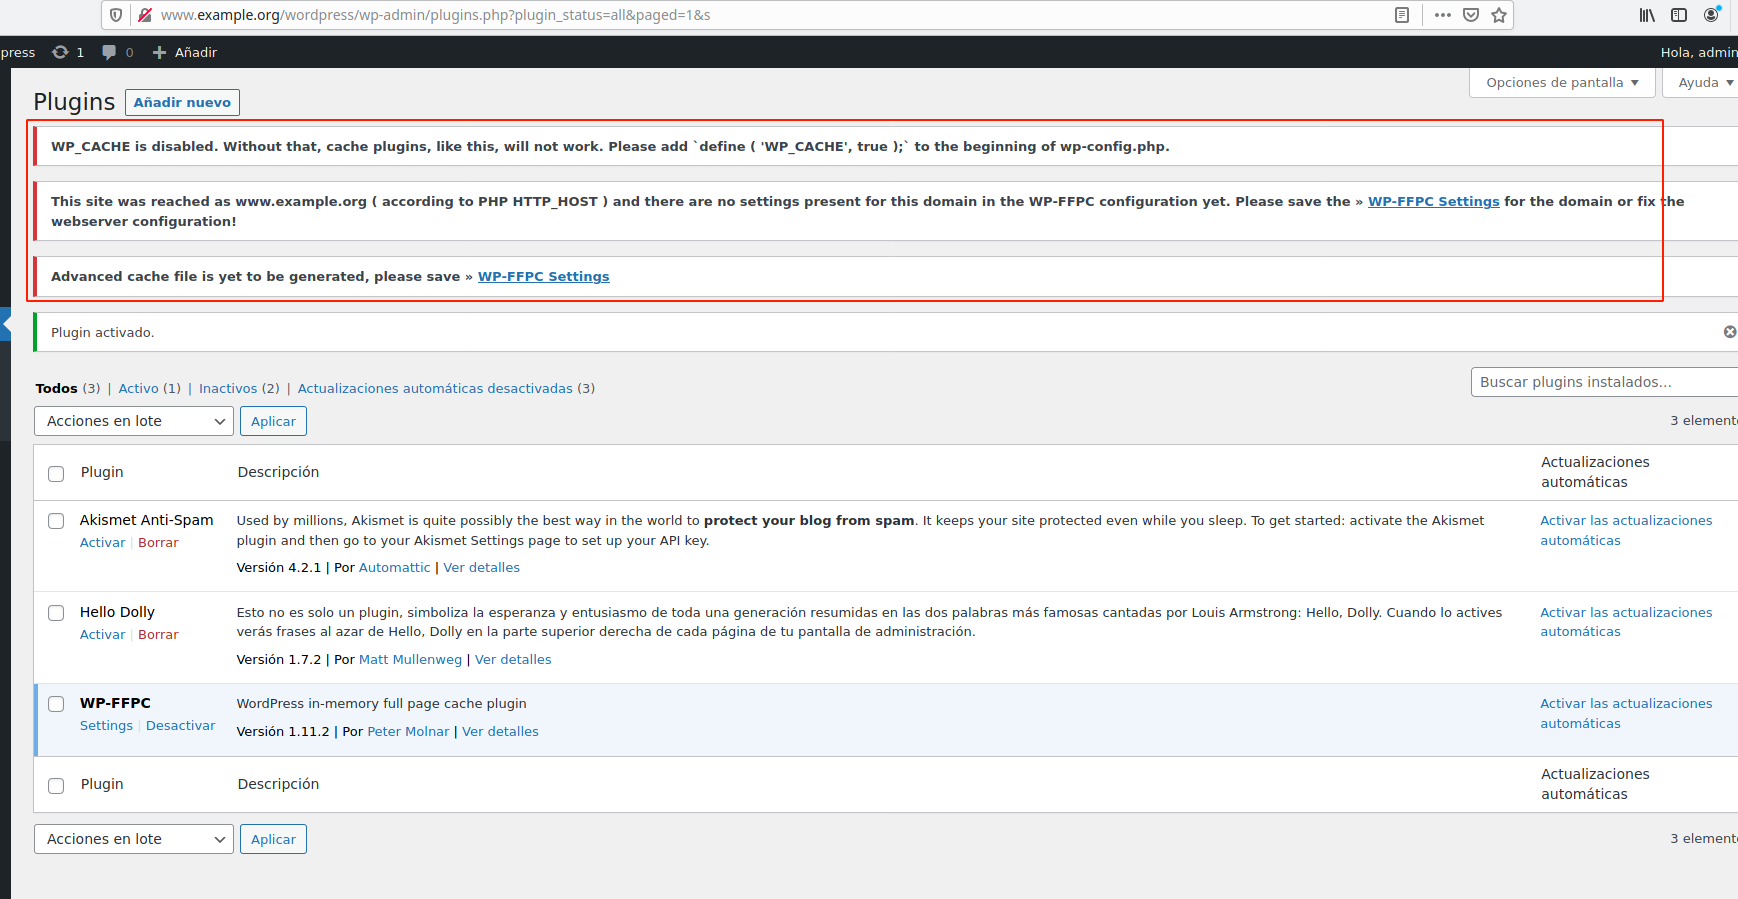 www.example.org/wordpress/wp-admin/plugins.php?plugin_status=all&paged=1&s
press 1 0 Añadir Hola, admin
Opciones de pantalla Ayuda
Plugins Añadir nuevo
WP_CACHE is disabled. Without that, cache plugins, like this, will not work. Please add `define ( 'WP_CACHE', true );` to the beginning of wp-config.php.
This site was reached as www.example.org ( according to PHP HTTP_HOST ) and there are no settings present for this domain in the WP-FFPC configuration yet. Please save the » WP-FFPC Settings for the domain or fix the
webserver configuration!
Advanced cache file is yet to be generated, please save » WP-FFPC Settings
Plugin activado.
Todos (3) | Activo (1) | Inactivos (2) | Actualizaciones automáticas desactivadas (3)
Buscar plugins instalados...
Acciones en lote Aplicar
3 element
Plugin Descripción Actualizaciones
automáticas
Akismet Anti-Spam
Activar | Borrar
Used by millions, Akismet is quite possibly the best way in the world to protect your blog from spam. It keeps your site protected even while you sleep. To get started: activate the Akismet
plugin and then go to your Akismet Settings page to set up your API key.
Versión 4.2.1 | Por Automattic | Ver detalles
Activar las actualizaciones
automáticas
Hello Dolly
Activar | Borrar
Esto no es solo un plugin, simboliza la esperanza y entusiasmo de toda una generación resumidas en las dos palabras más famosas cantadas por Louis Armstrong: Hello, Dolly. Cuando lo actives
verás frases al azar de Hello, Dolly en la parte superior derecha de cada página de tu pantalla de administración.
Versión 1.7.2 | Por Matt Mullenweg | Ver detalles
Activar las actualizaciones
automáticas
WP-FFPC
Settings | Desactivar
WordPress in-memory full page cache plugin
Versión 1.11.2 | Por Peter Molnar | Ver detalles
Activar las actualizaciones
automáticas
Plugin Descripción Actualizaciones
automáticas
Acciones en lote Aplicar
3 element